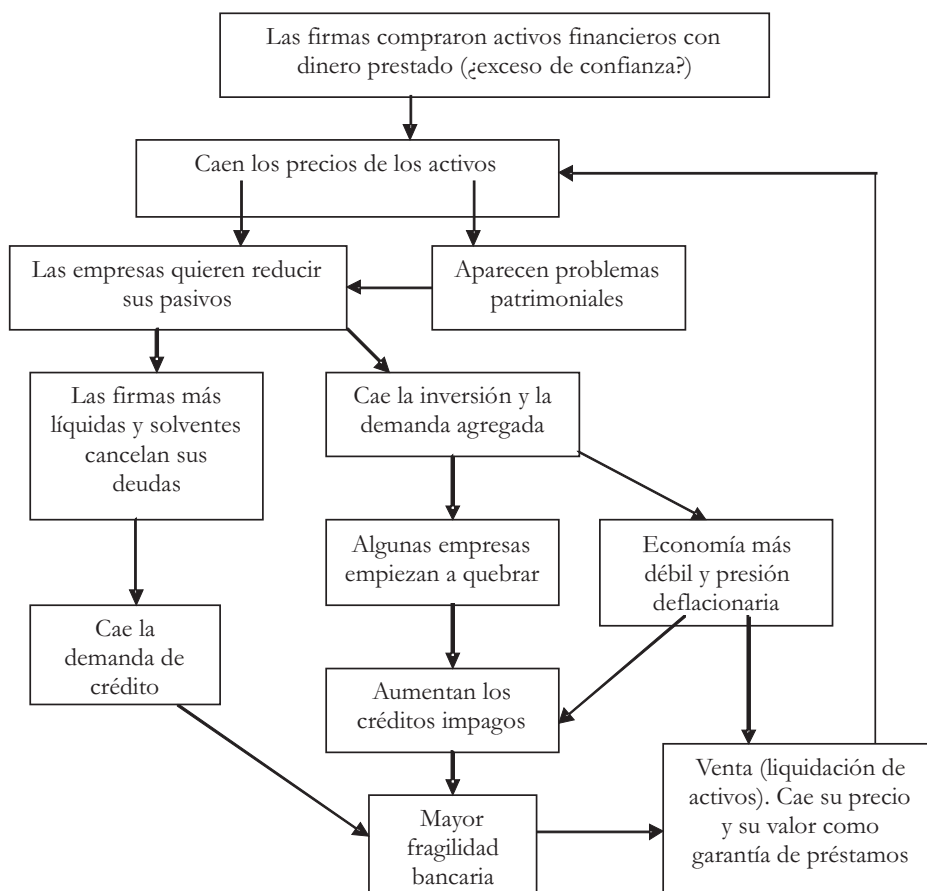 Las firmas compraron activos financieros con
dinero prestado (¿exceso de confianza?)
Caen los precios de los activos
Las empresas quieren reducir
sus pasivos
Aparecen problemas
patrimoniales
Las firmas más
líquidas y solventes
cancelan sus
deudas
Cae la inversión y la
demanda agregada
Algunas empresas
empiezan a quebrar
Economía más
débil y presión
deflacionaria
Cae la
demanda de
crédito
Aumentan los
créditos impagos
Mayor
fragilidad
bancaria
Venta (liquidación de
activos). Cae su precio
y su valor como
garantía de préstamos